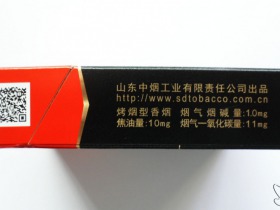 山东中烟工业有限责任公司出品
http://www.sdtobacco.com.cn
烤烟型香烟 烟气烟碱量:1.0mg
焦油量:10mg 烟气一氧化碳量:11mg